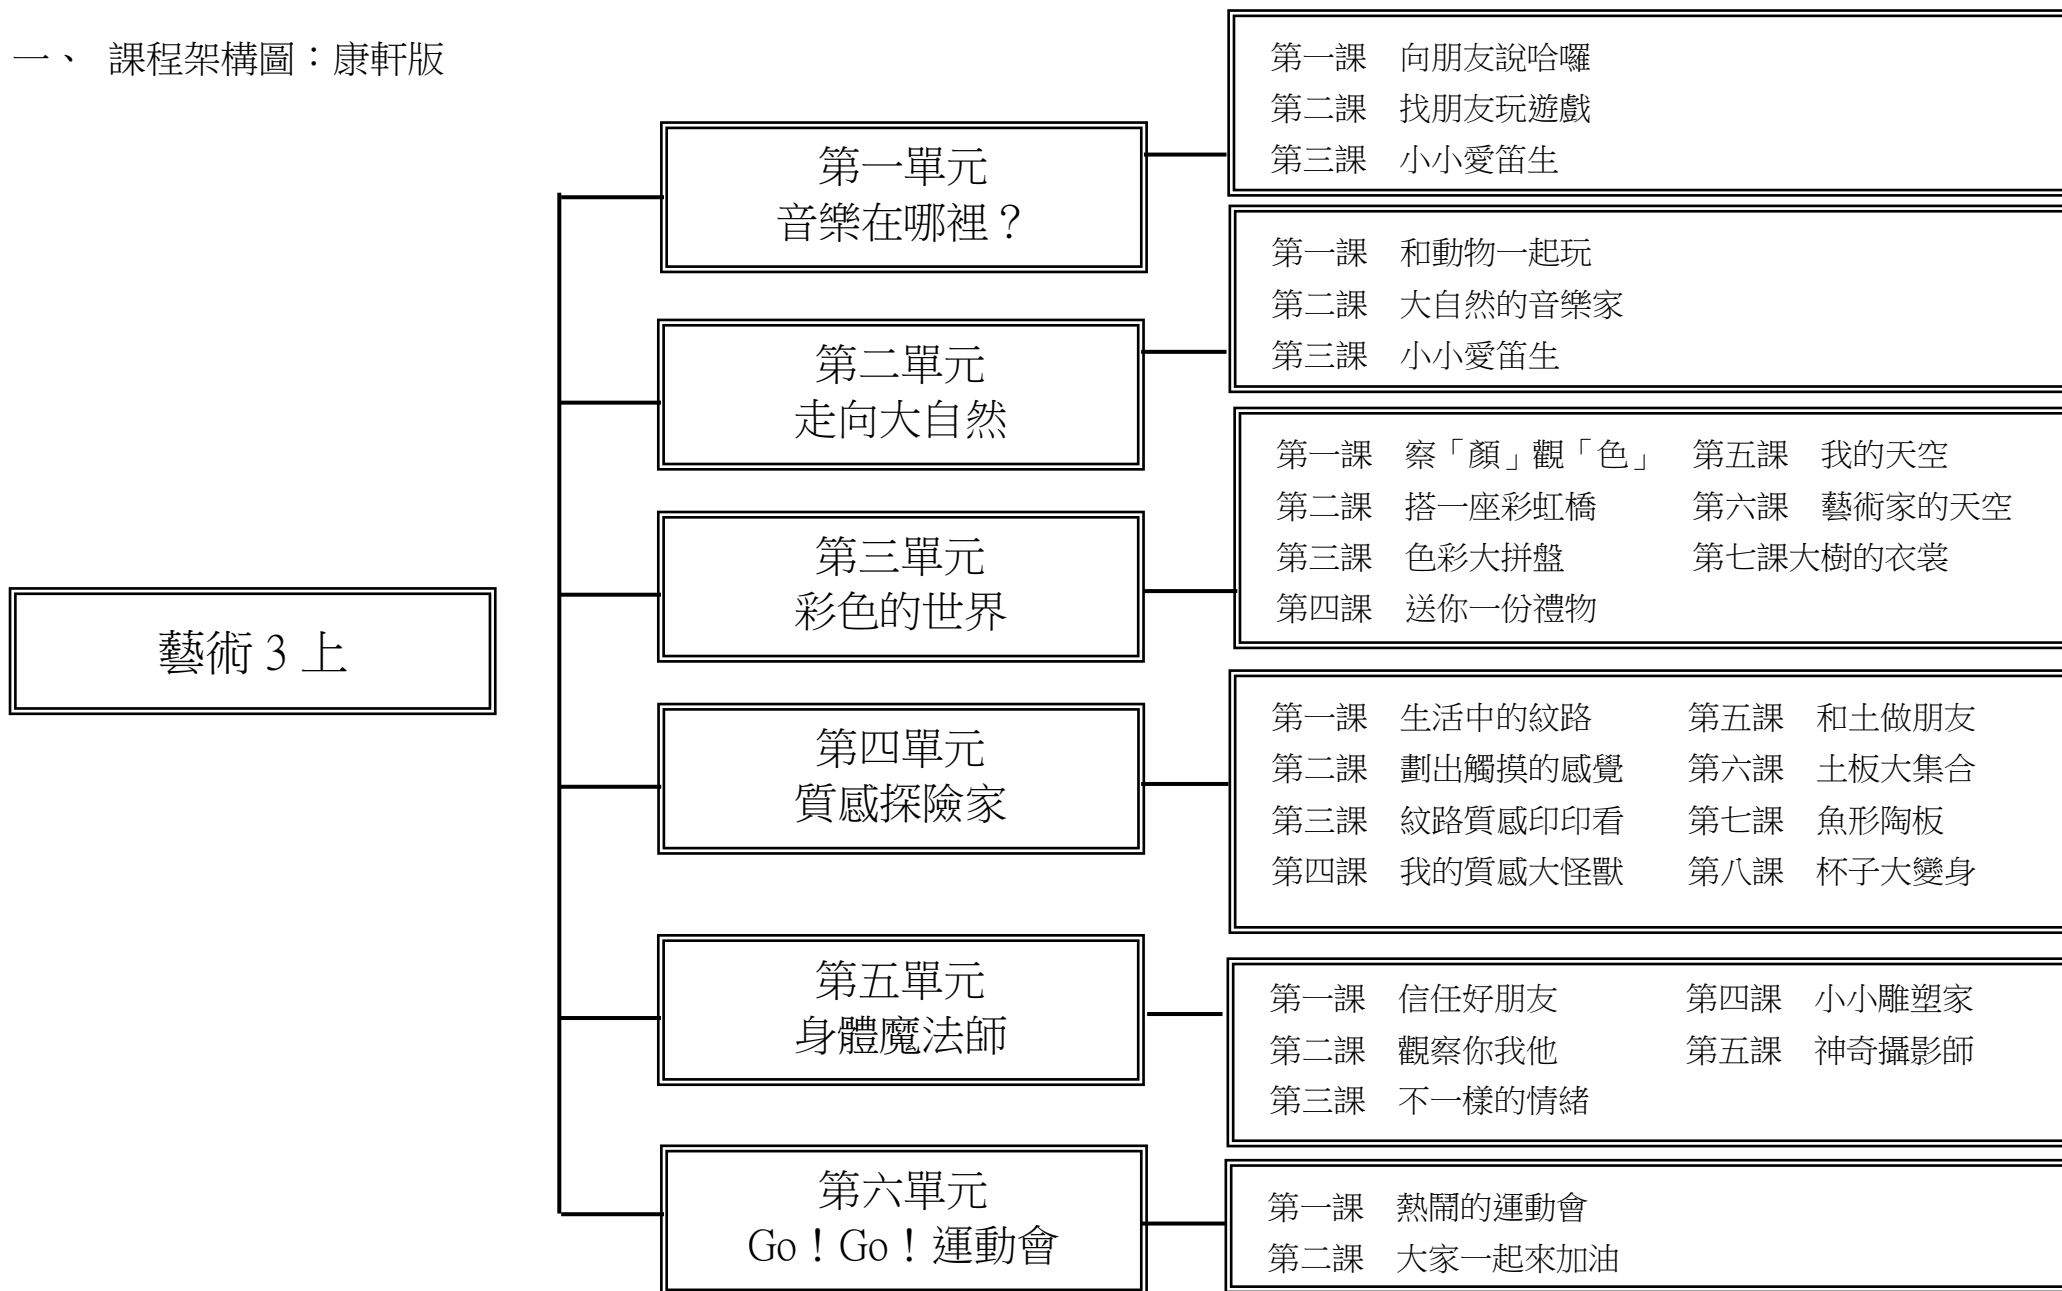 一、 課程架構圖：康軒版
藝術 3 上
第一單元
音樂在哪裡？
第一課　向朋友說哈囉
第二課　找朋友玩遊戲
第三課　小小愛笛生
第二單元
走向大自然
第一課　和動物一起玩
第二課　大自然的音樂家
第三課　小小愛笛生
第三單元
彩色的世界
第一課　察「顏」觀「色」　第五課　我的天空
第二課　搭一座彩虹橋　第六課　藝術家的天空
第三課　色彩大拼盤　第七課大樹的衣裳
第四課　送你一份禮物
第四單元
質感探險家
第一課　生活中的紋路　第五課　和土做朋友
第二課　劃出觸摸的感覺　第六課　土板大集合
第三課　紋路質感印印看　第七課　魚形陶板
第四課　我的質感大怪獸　第八課　杯子大變身
第五單元
身體魔法師
第一課　信任好朋友　第四課　小小雕塑家
第二課　觀察你我他　第五課　神奇攝影師
第三課　不一樣的情緒
第六單元
Go！Go！運動會
第一課　熱鬧的運動會
第二課　大家一起來加油